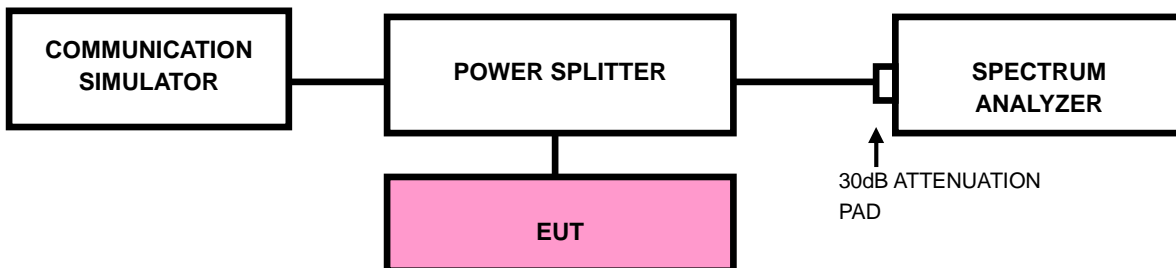 COMMUNICATION
SIMULATOR
POWER SPLITTER
SPECTRUM
ANALYZER
30dB ATTENUATION
PAD
EUT